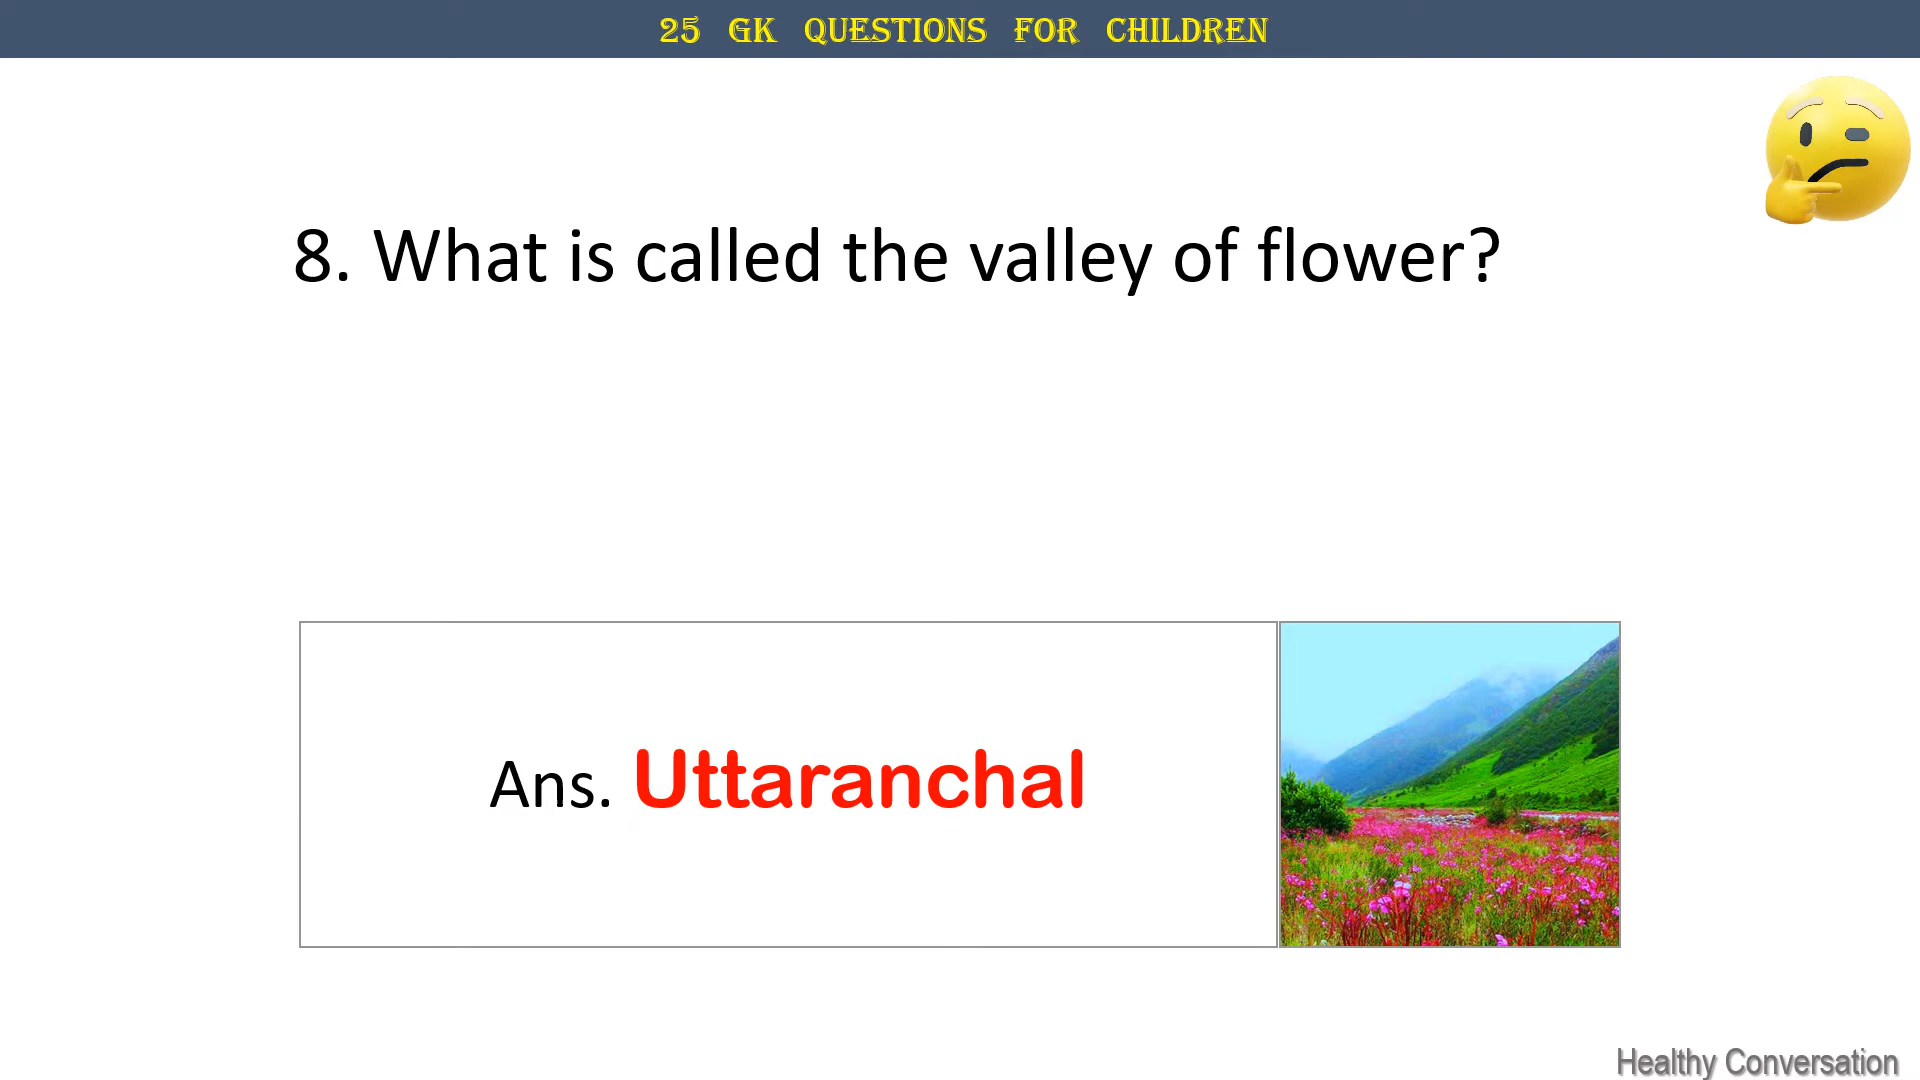 25 GK QUESTIONS FOR CHILDREN
8. What is called the valley of flower?
Ans. Uttaranchal
Healthy Conversation